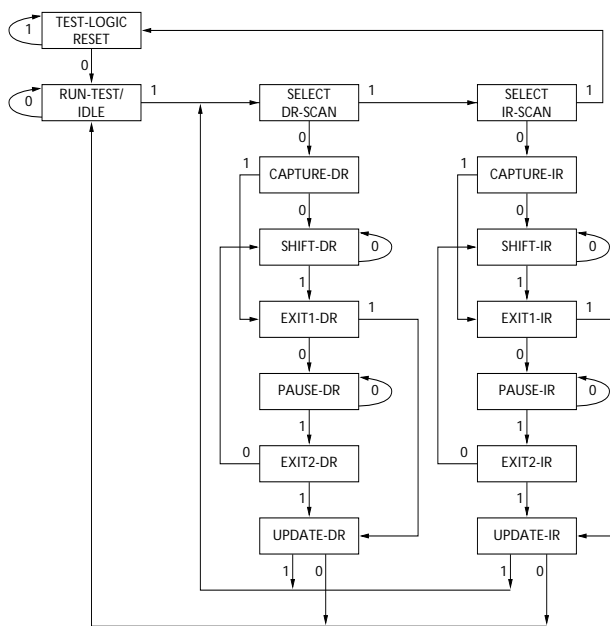 TEST-LOGIC
RESET
1
0
RUN-TEST/
IDLE
0
1
SELECT
DR-SCAN
1
SELECT
IR-SCAN
1
0
0
1
CAPTURE-DR
1
CAPTURE-IR
0
0
SHIFT-DR
0
SHIFT-IR
0
1
1
EXIT1-DR
1
EXIT1-IR
1
0
0
PAUSE-DR
0
PAUSE-IR
0
1
1
0
EXIT2-DR
0
EXIT2-IR
1
1
UPDATE-DR
UPDATE-IR
1
0
1
0